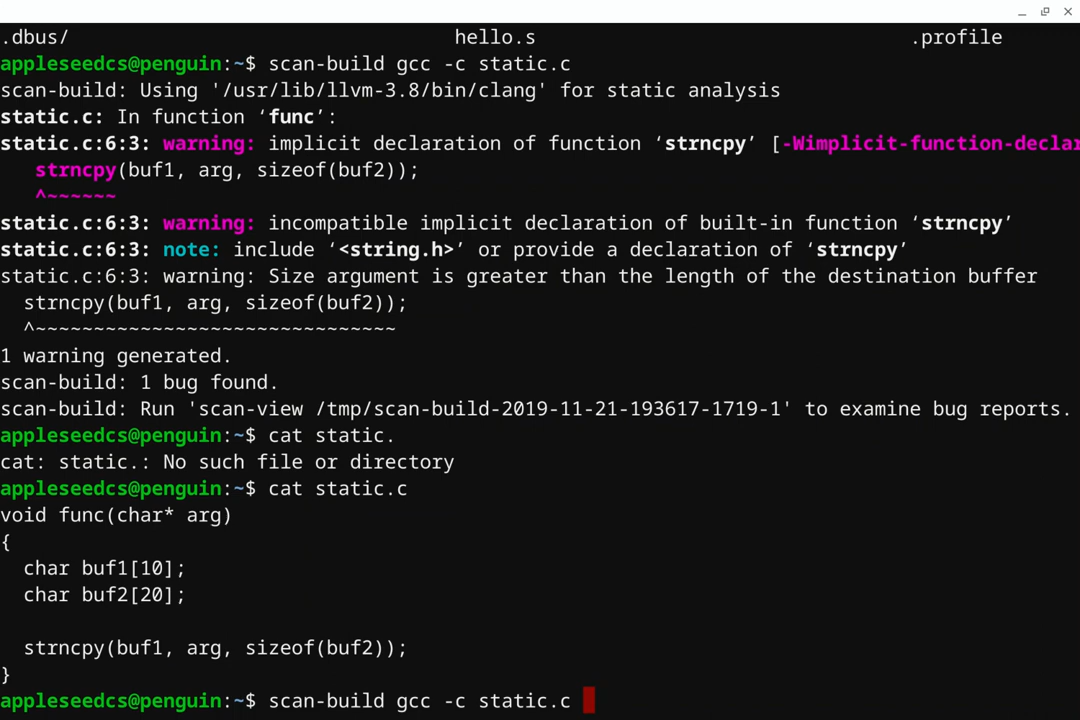 .dbus/ hello.s .profile
appleseedcs@penguin:~$ scan-build gcc -c static.c
scan-build: Using '/usr/lib/llvm-3.8/bin/clang' for static analysis
static.c: In function ‘func’:
static.c:6:3: warning: implicit declaration of function ‘strncpy’ [-Wimplicit-function-declar
strncpy(buf1, arg, sizeof(buf2));
^~~~~~~
static.c:6:3: warning: incompatible implicit declaration of built-in function ‘strncpy’
static.c:6:3: note: include ‘<string.h>’ or provide a declaration of ‘strncpy’
static.c:6:3: warning: Size argument is greater than the length of the destination buffer
strncpy(buf1, arg, sizeof(buf2));
^~~~~~~~~~~~~~~~~~~~~~~~~~~~~~~~
1 warning generated.
scan-build: 1 bug found.
scan-build: Run 'scan-view /tmp/scan-build-2019-11-21-193617-1719-1' to examine bug reports.
appleseedcs@penguin:~$ cat static.
cat: static.: No such file or directory
appleseedcs@penguin:~$ cat static.c
void func(char* arg)
{
char buf1[10];
char buf2[20];
strncpy(buf1, arg, sizeof(buf2));
}
appleseedcs@penguin:~$ scan-build gcc -c static.c